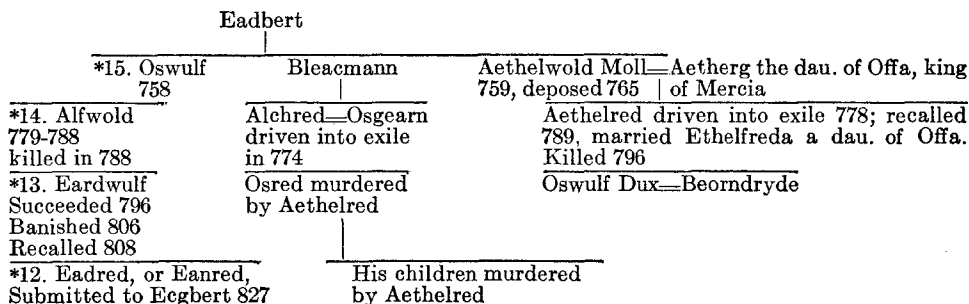 Eadbert
*15. Oswulf
758
Bleacmann
Aethelwold Moll=Aetherg the dau. of Offa, king
759, deposed 765 of Mercia
*14. Alfwold
779-788
killed in 788
Alchred=Osgearn
driven into exile
in 774
Aethelred driven into exile 778; recalled
789, married Ethelfreda a dau. of Offa.
Killed 796
*13. Eardwulf
Succeeded 796
Banished 806
Recalled 808
Osred murdered
by Aethelred
Oswulf Dux=Beorndryde
*12. Eadred, or Eanred,
Submitted to Ecgbert 827
His children murdered
by Aethelred